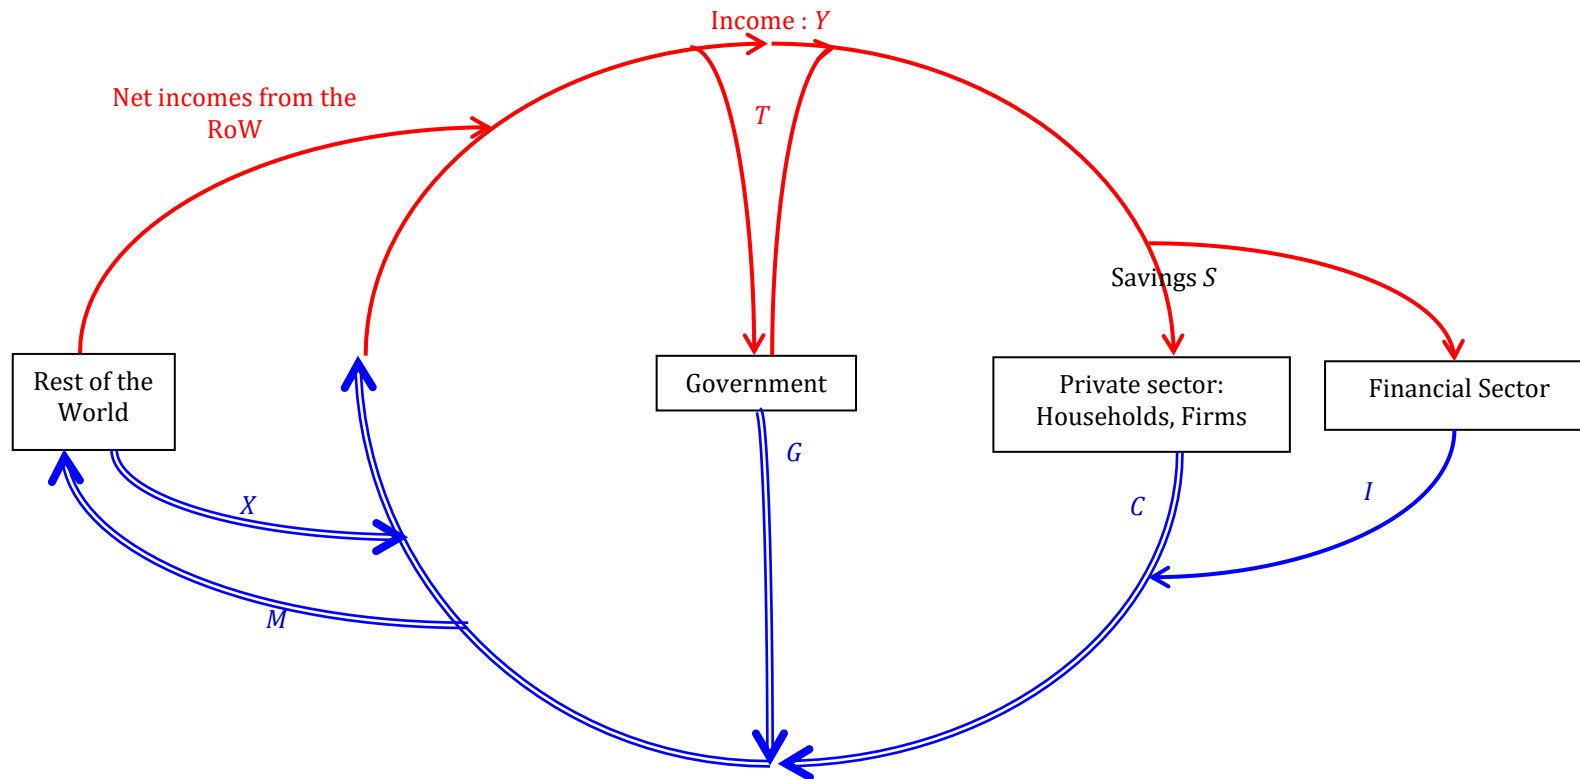 Income : Y
Net incomes from the
RoW
T
Savings S
Rest of the
World
Government
Private sector:
Households, Firms
Financial Sector
G
X
C
I
M